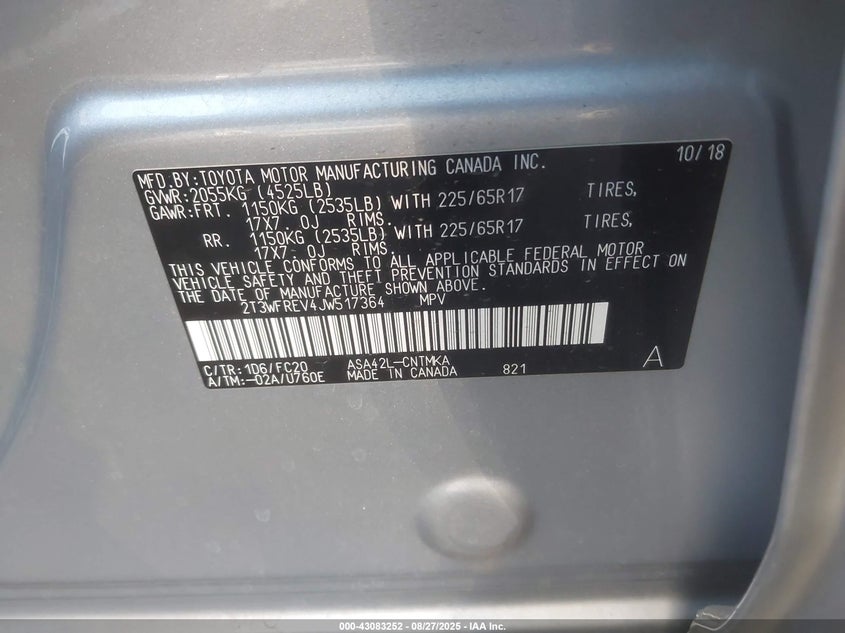 MFD.BY:TOYOTA MOTOR MANUFACTURING CANADA INC. 10/18
GVWR:2055KG (4525LB)
GAWR:FRT. 1150KG (2535LB) WITH 225/65R17 TIRES,
17X7.0J RIMS.
RR. 1150KG (2535LB) WITH 225/65R17 TIRES,
17X7.0J RIMS.
THIS VEHICLE CONFORMS TO ALL APPLICABLE FEDERAL MOTOR
VEHICLE SAFETY AND THEFT PREVENTION STANDARDS IN EFFECT ON
THE DATE OF MANUFACTURE SHOWN ABOVE.
2T3WFREV4JW517364 MPV
C/TR:1D6/FC20 ASA42L-CNTMKA
A/TM:-02A/U760E MADE IN CANADA 821 A
000-43083252 - 08/27/2025 - IAA Inc.